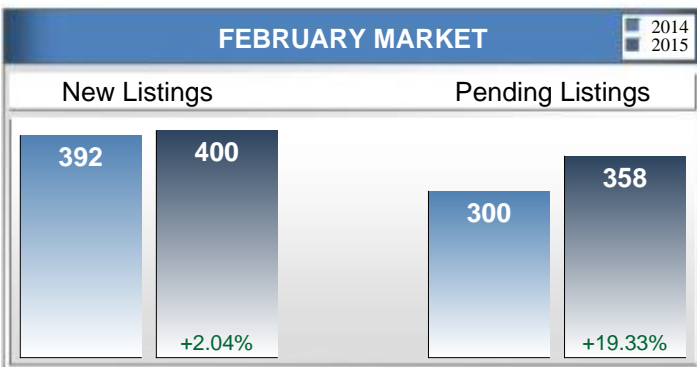 FEBRUARY MARKET
2014
2015
New Listings
Pending Listings
392
400
+2.04%
300
358
+19.33%